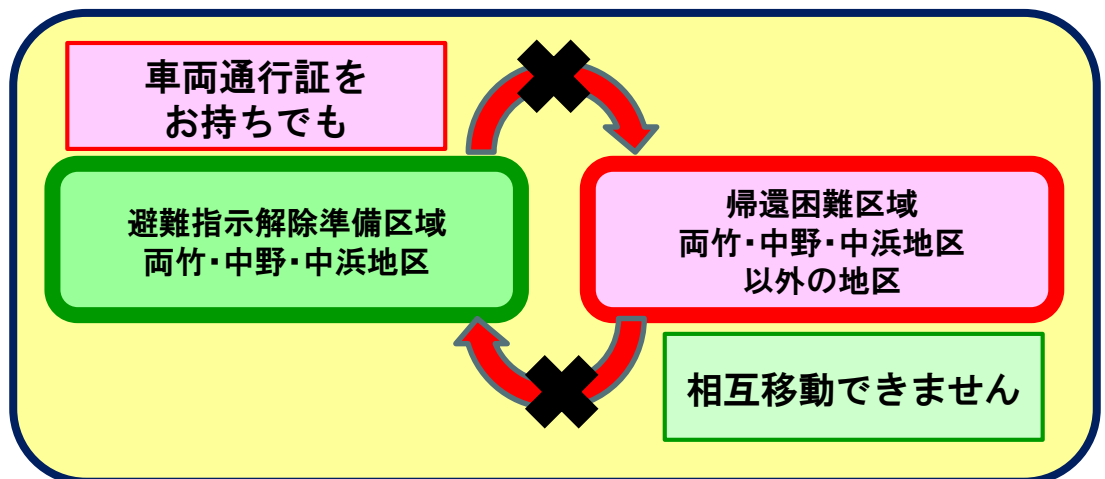 車両通行証を
お持ちでも
避難指示解除準備区域
両竹・中野・中浜地区
帰還困難区域
両竹・中野・中浜地区
以外の地区
相互移動できません